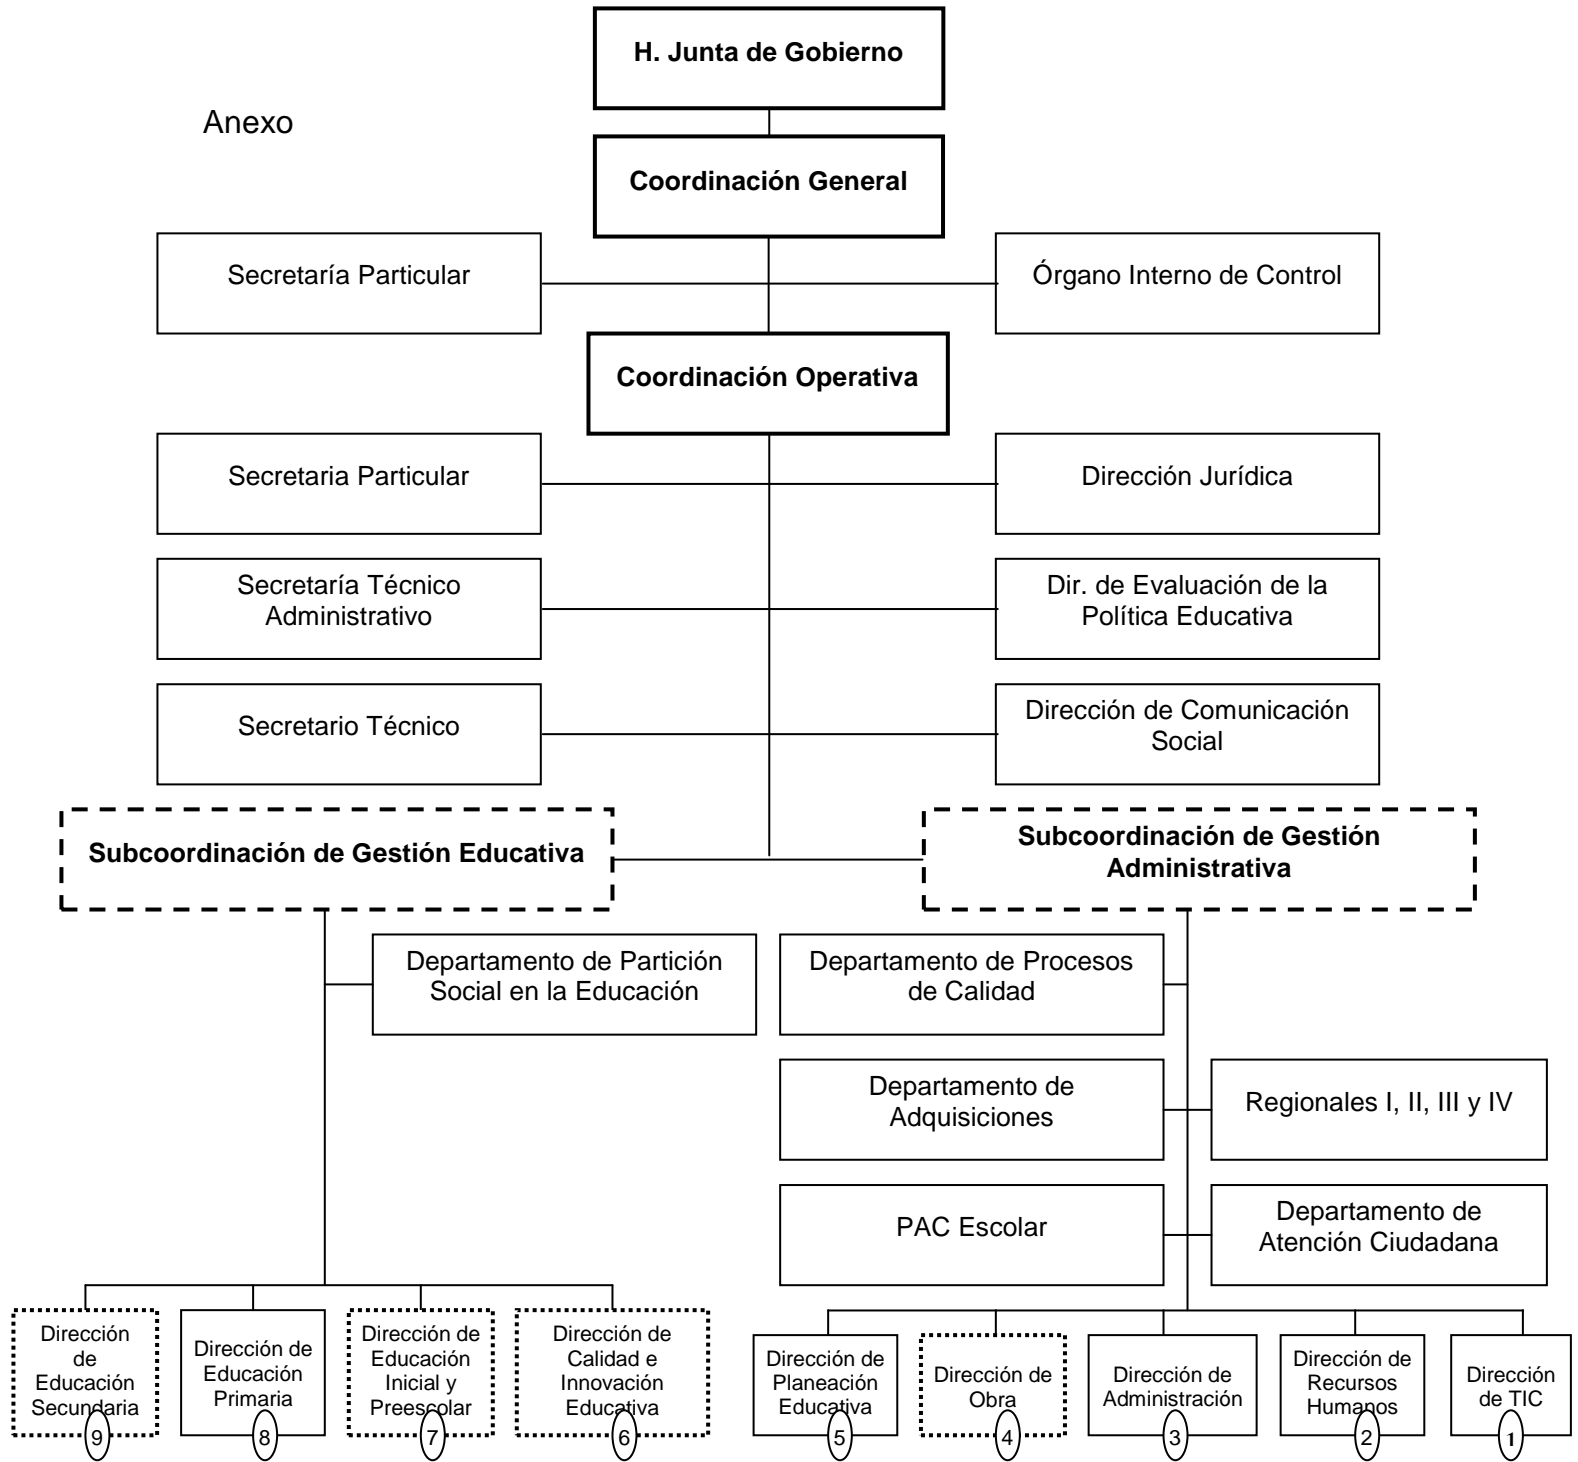 H. Junta de Gobierno
Anexo
Coordinación General
Secretaría Particular
Órgano Interno de Control
Coordinación Operativa
Secretaria Particular
Dirección Jurídica
Secretaría Técnico
Administrativo
Dir. de Evaluación de la
Política Educativa
Secretario Técnico
Dirección de Comunicación
Social
Subcoordinación de Gestión Educativa
Subcoordinación de Gestión
Administrativa
Departamento de Partición
Social en la Educación
Departamento de Procesos
de Calidad
Departamento de
Adquisiciones
Regionales I, II, III y IV
PAC Escolar
Departamento de
Atención Ciudadana
Dirección
de
Educación
Secundaria
9
Dirección de
Educación
Primaria
8
Dirección de
Educación
Inicial y
Preescolar
7
Dirección de
Calidad e
Innovación
Educativa
6
Dirección de
Planeación
Educativa
5
Dirección de
Obra
4
Dirección de
Administración
3
Dirección de
Recursos
Humanos
2
Dirección
de TIC
1